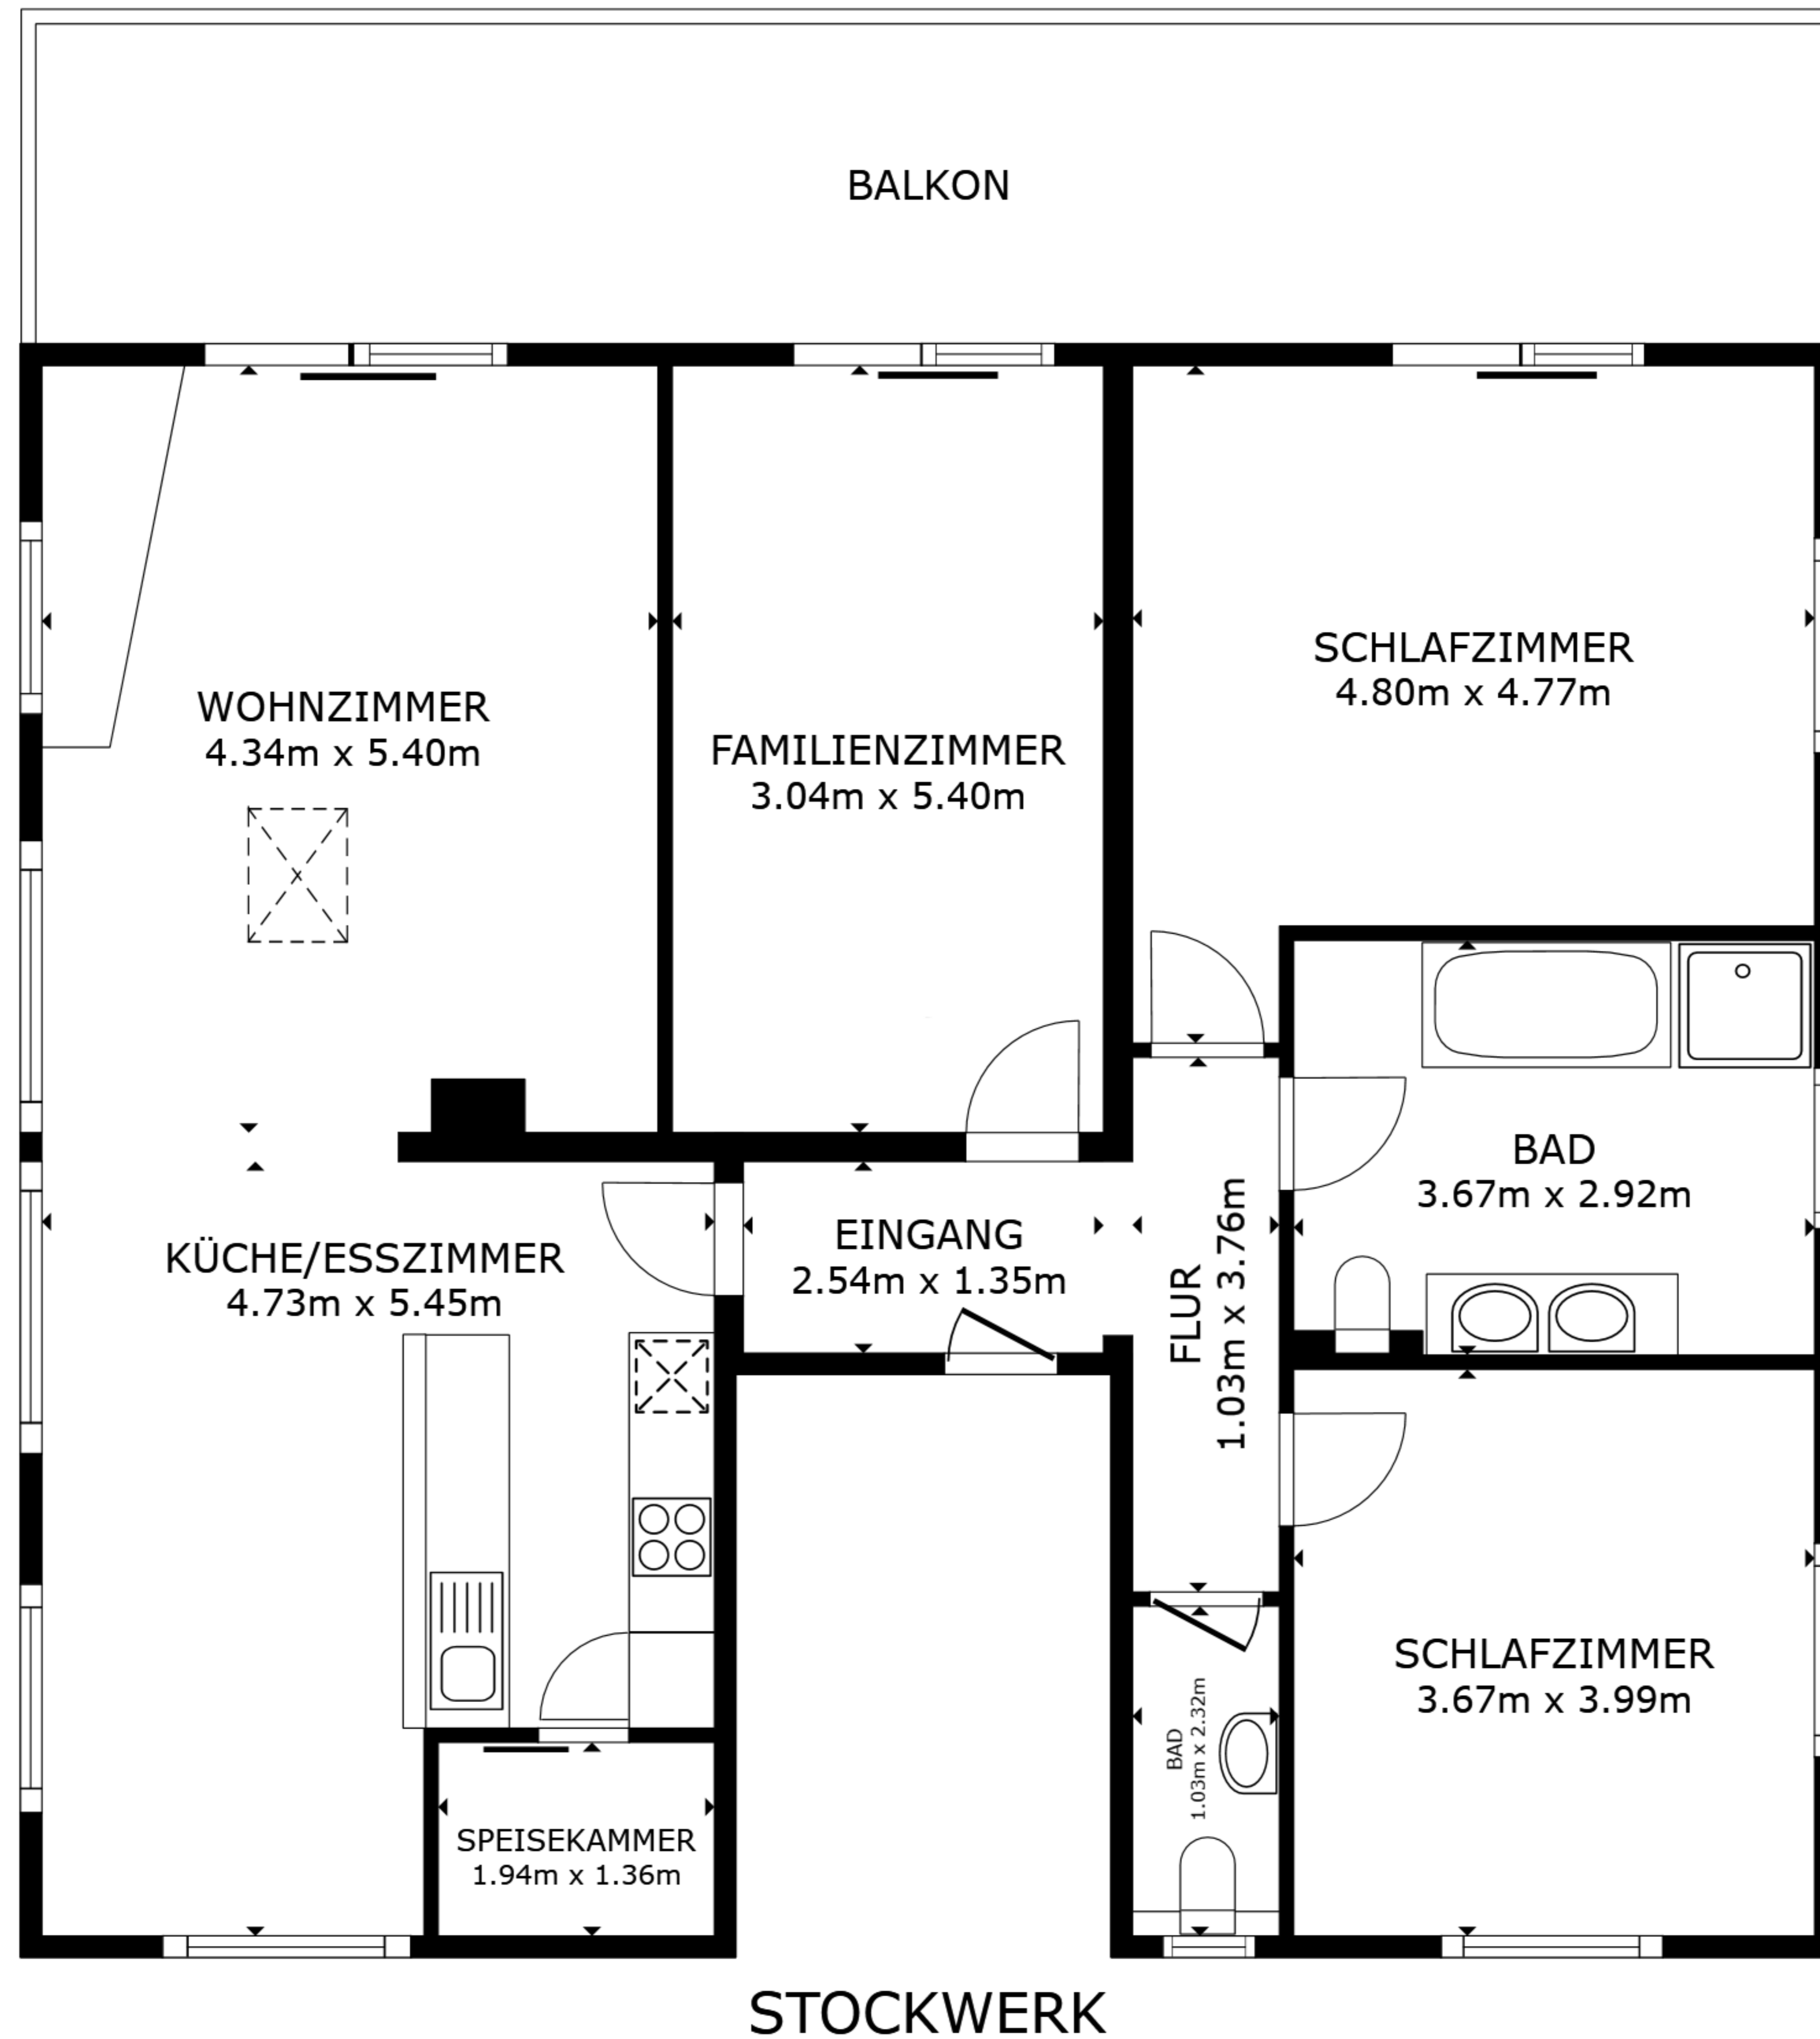 BALKON
WOHNZIMMER
4.34m x 5.40m
FAMILIENZIMMER
3.04m x 5.40m
SCHLAFZIMMER
4.80m x 4.77m
KÜCHE/ESSZIMMER
4.73m x 5.45m
EINGANG
2.54m x 1.35m
FLUR
1.03m x 3.76m
BAD
3.67m x 2.92m
SCHLAFZIMMER
3.67m x 3.99m
BAD
1.03m x 2.32m
SPEISEKAMMER
1.94m x 1.36m
STOCKWERK